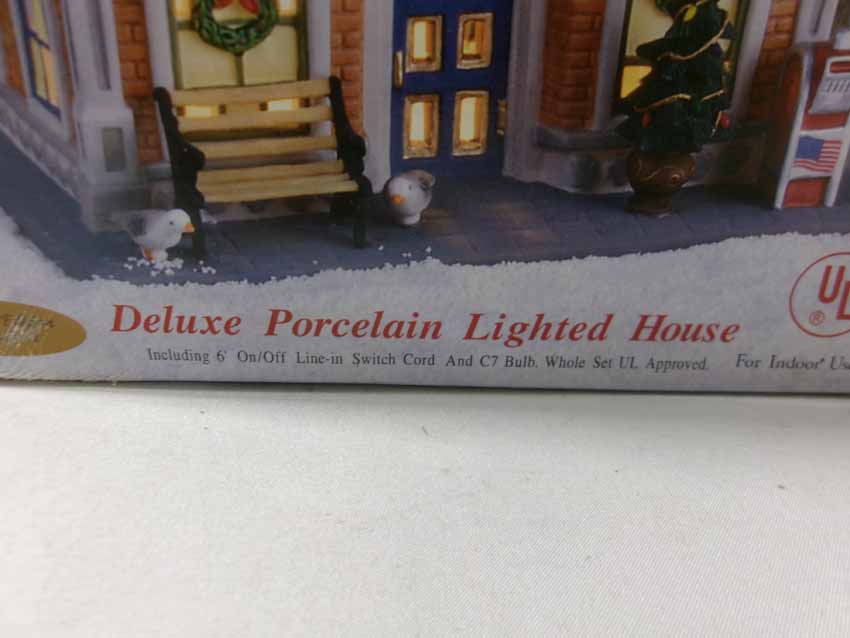 UL
®
Deluxe Porcelain Lighted House
Including 6' On/Off Line-in Switch Cord And C7 Bulb. Whole Set UL Approved. For Indoor